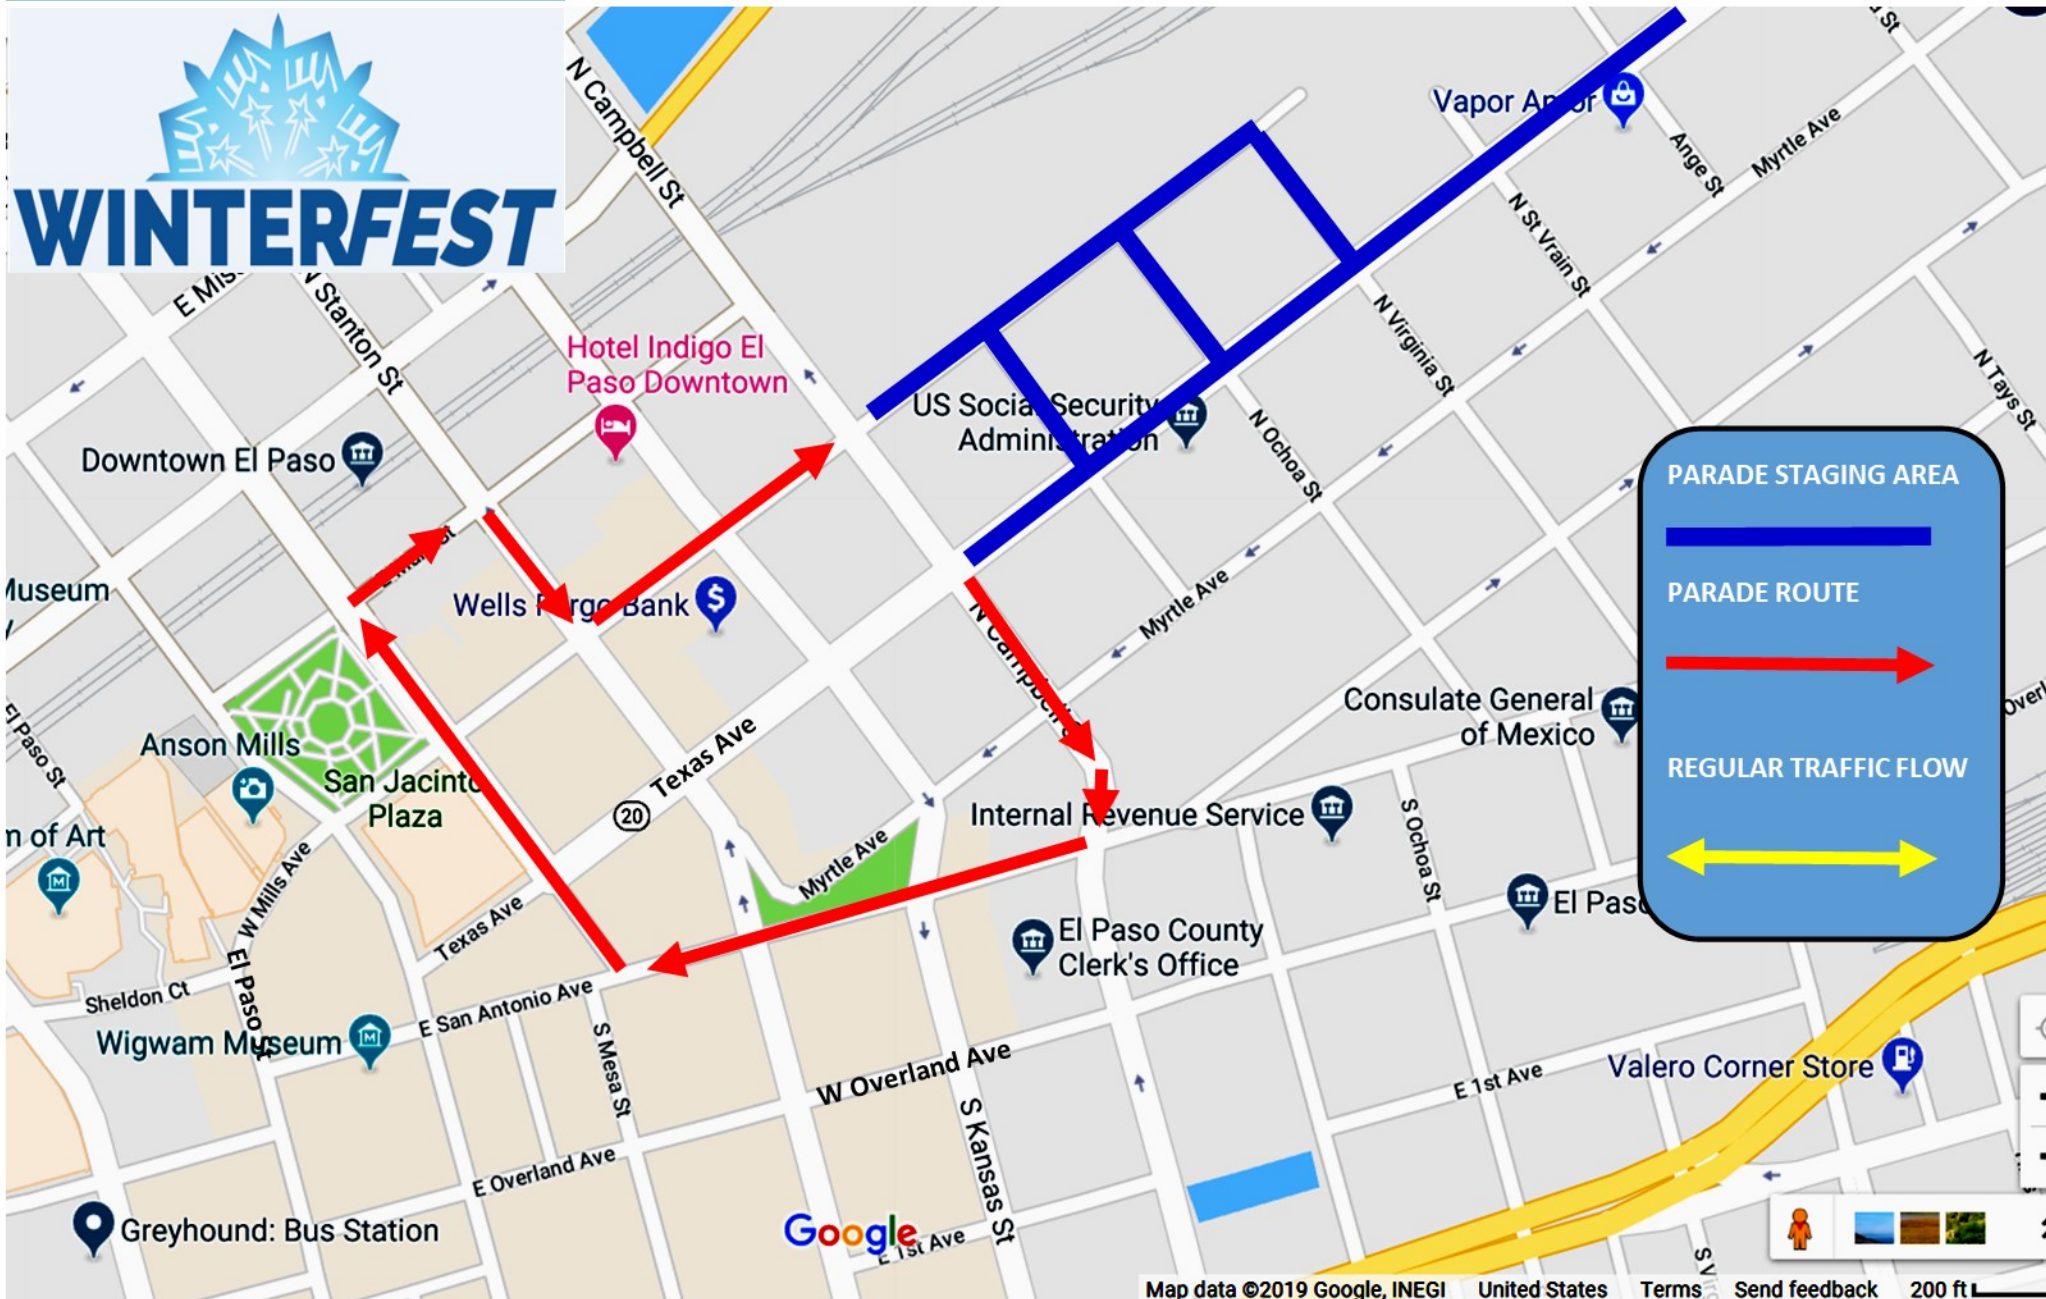 WINTERFEST
N Campbell St
Vapor
Ange St
Myrtle Ave
N St Vrain St
N Stanton St
Hotel Indigo El
Paso Downtown
N Virginia St
N Tays St
US Social Security
Administration
N Ochoa St
Downtown El Paso
PARADE STAGING AREA
PARADE ROUTE
REGULAR TRAFFIC FLOW
Museum
Wells Fargo Bank
N Campbell
Myrtle Ave
Consulate General
of Mexico
El Paso St
Anson Mills
San Jacinto
Plaza
20
Texas Ave
Internal Revenue Service
S Ochoa St
m of Art
W Mills Ave
Myrtle Ave
Texas Ave
El Paso
El Paso County
Clerk's Office
Sheldon Ct
El Paso St
E San Antonio Ave
Wigwam Museum
S Mesa St
W Overland Ave
E 1st Ave
Valero Corner Store
S Kansas St
E Overland Ave
Greyhound: Bus Station
Google
E 1st Ave
Map data ©2019 Google, INEGI United States Terms Send feedback 200 ft